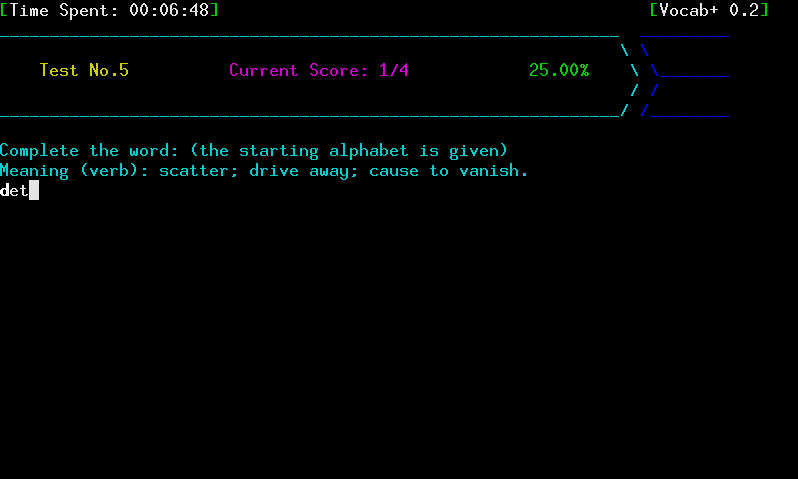 [Time Spent: 00:06:48] [Vocab+ 0.2]
Test No.5 Current Score: 1/4 25.00%
Complete the word: (the starting alphabet is given)
Meaning (verb): scatter; drive away; cause to vanish.
det